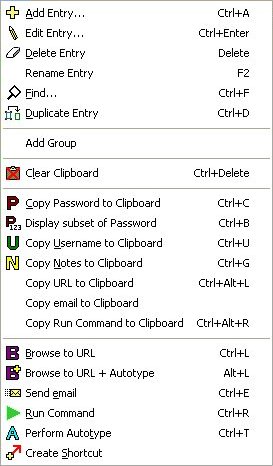 Add Entry... Ctrl+A
Edit Entry... Ctrl+Enter
Delete Entry Delete
Rename Entry F2
Find... Ctrl+F
Duplicate Entry Ctrl+D
Add Group
Clear Clipboard Ctrl+Delete
P Copy Password to Clipboard Ctrl+C
P123 Display subset of Password Ctrl+B
U Copy Username to Clipboard Ctrl+U
N Copy Notes to Clipboard Ctrl+G
Copy URL to Clipboard Ctrl+Alt+L
Copy email to Clipboard
Copy Run Command to Clipboard Ctrl+Alt+R
B Browse to URL Ctrl+L
B Browse to URL + Autotype Alt+L
Send email Ctrl+E
Run Command Ctrl+R
A Perform Autotype Ctrl+T
Create Shortcut